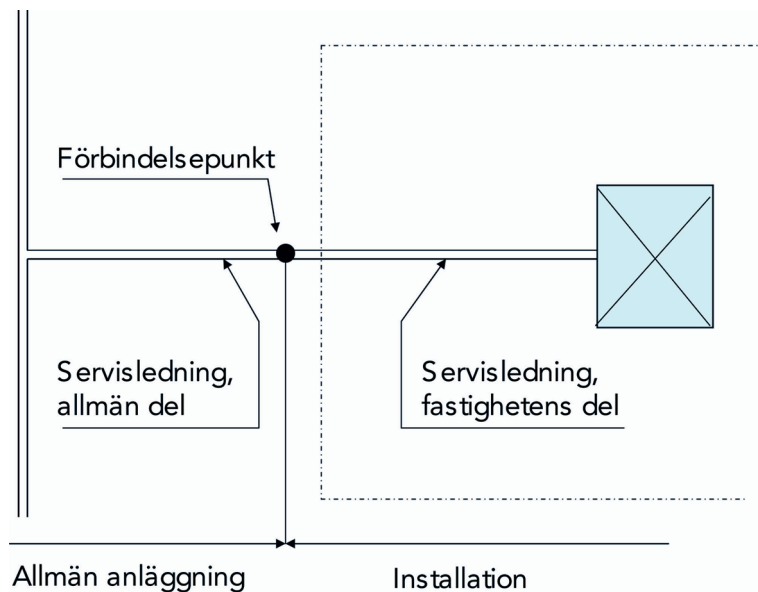 Förbindelsepunkt
Servisledning,
allmän del
Servisledning,
fastighetens del
Allmän anläggning
Installation